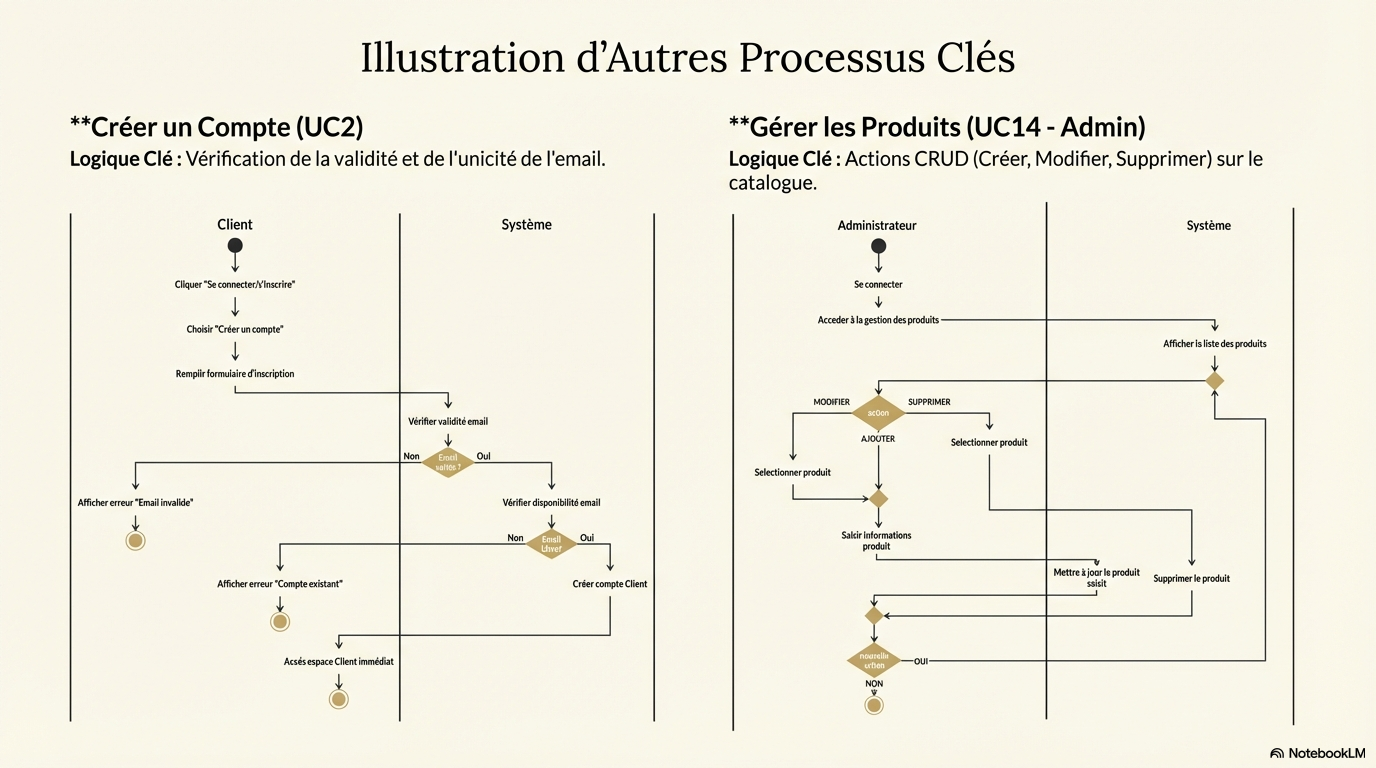 Illustration d'Autres Processus Clés
**Créer un Compte (UC2)
Logique Clé : Vérification de la validité et de l'unicité de l'email.
Client
Système
Cliquer "Se connecter/s'Inscrire"
Choisir "Créer un compte"
Remplir formulaire d'inscription
Vérifier validité email
Non
Oui
Afficher erreur "Email invalide"
Vérifier disponibilité email
Non
Oui
Afficher erreur "Compte existant"
Créer compte Client
Acsés espace Client immédiat
**Gérer les Produits (UC14 - Admin)
Logique Clé : Actions CRUD (Créer, Modifier, Supprimer) sur le
catalogue.
Administrateur
Système
Se connecter
Acceder à la gestion des produits
Afficher is liste des produits
MODIFIER
SUPPRIMER
AJOUTER
Selectionner produit
Selectionner produit
Informations
produit
Mettre à jour le produit
ssisit
Supprimer le produit
OUI
NON
NotebookLM